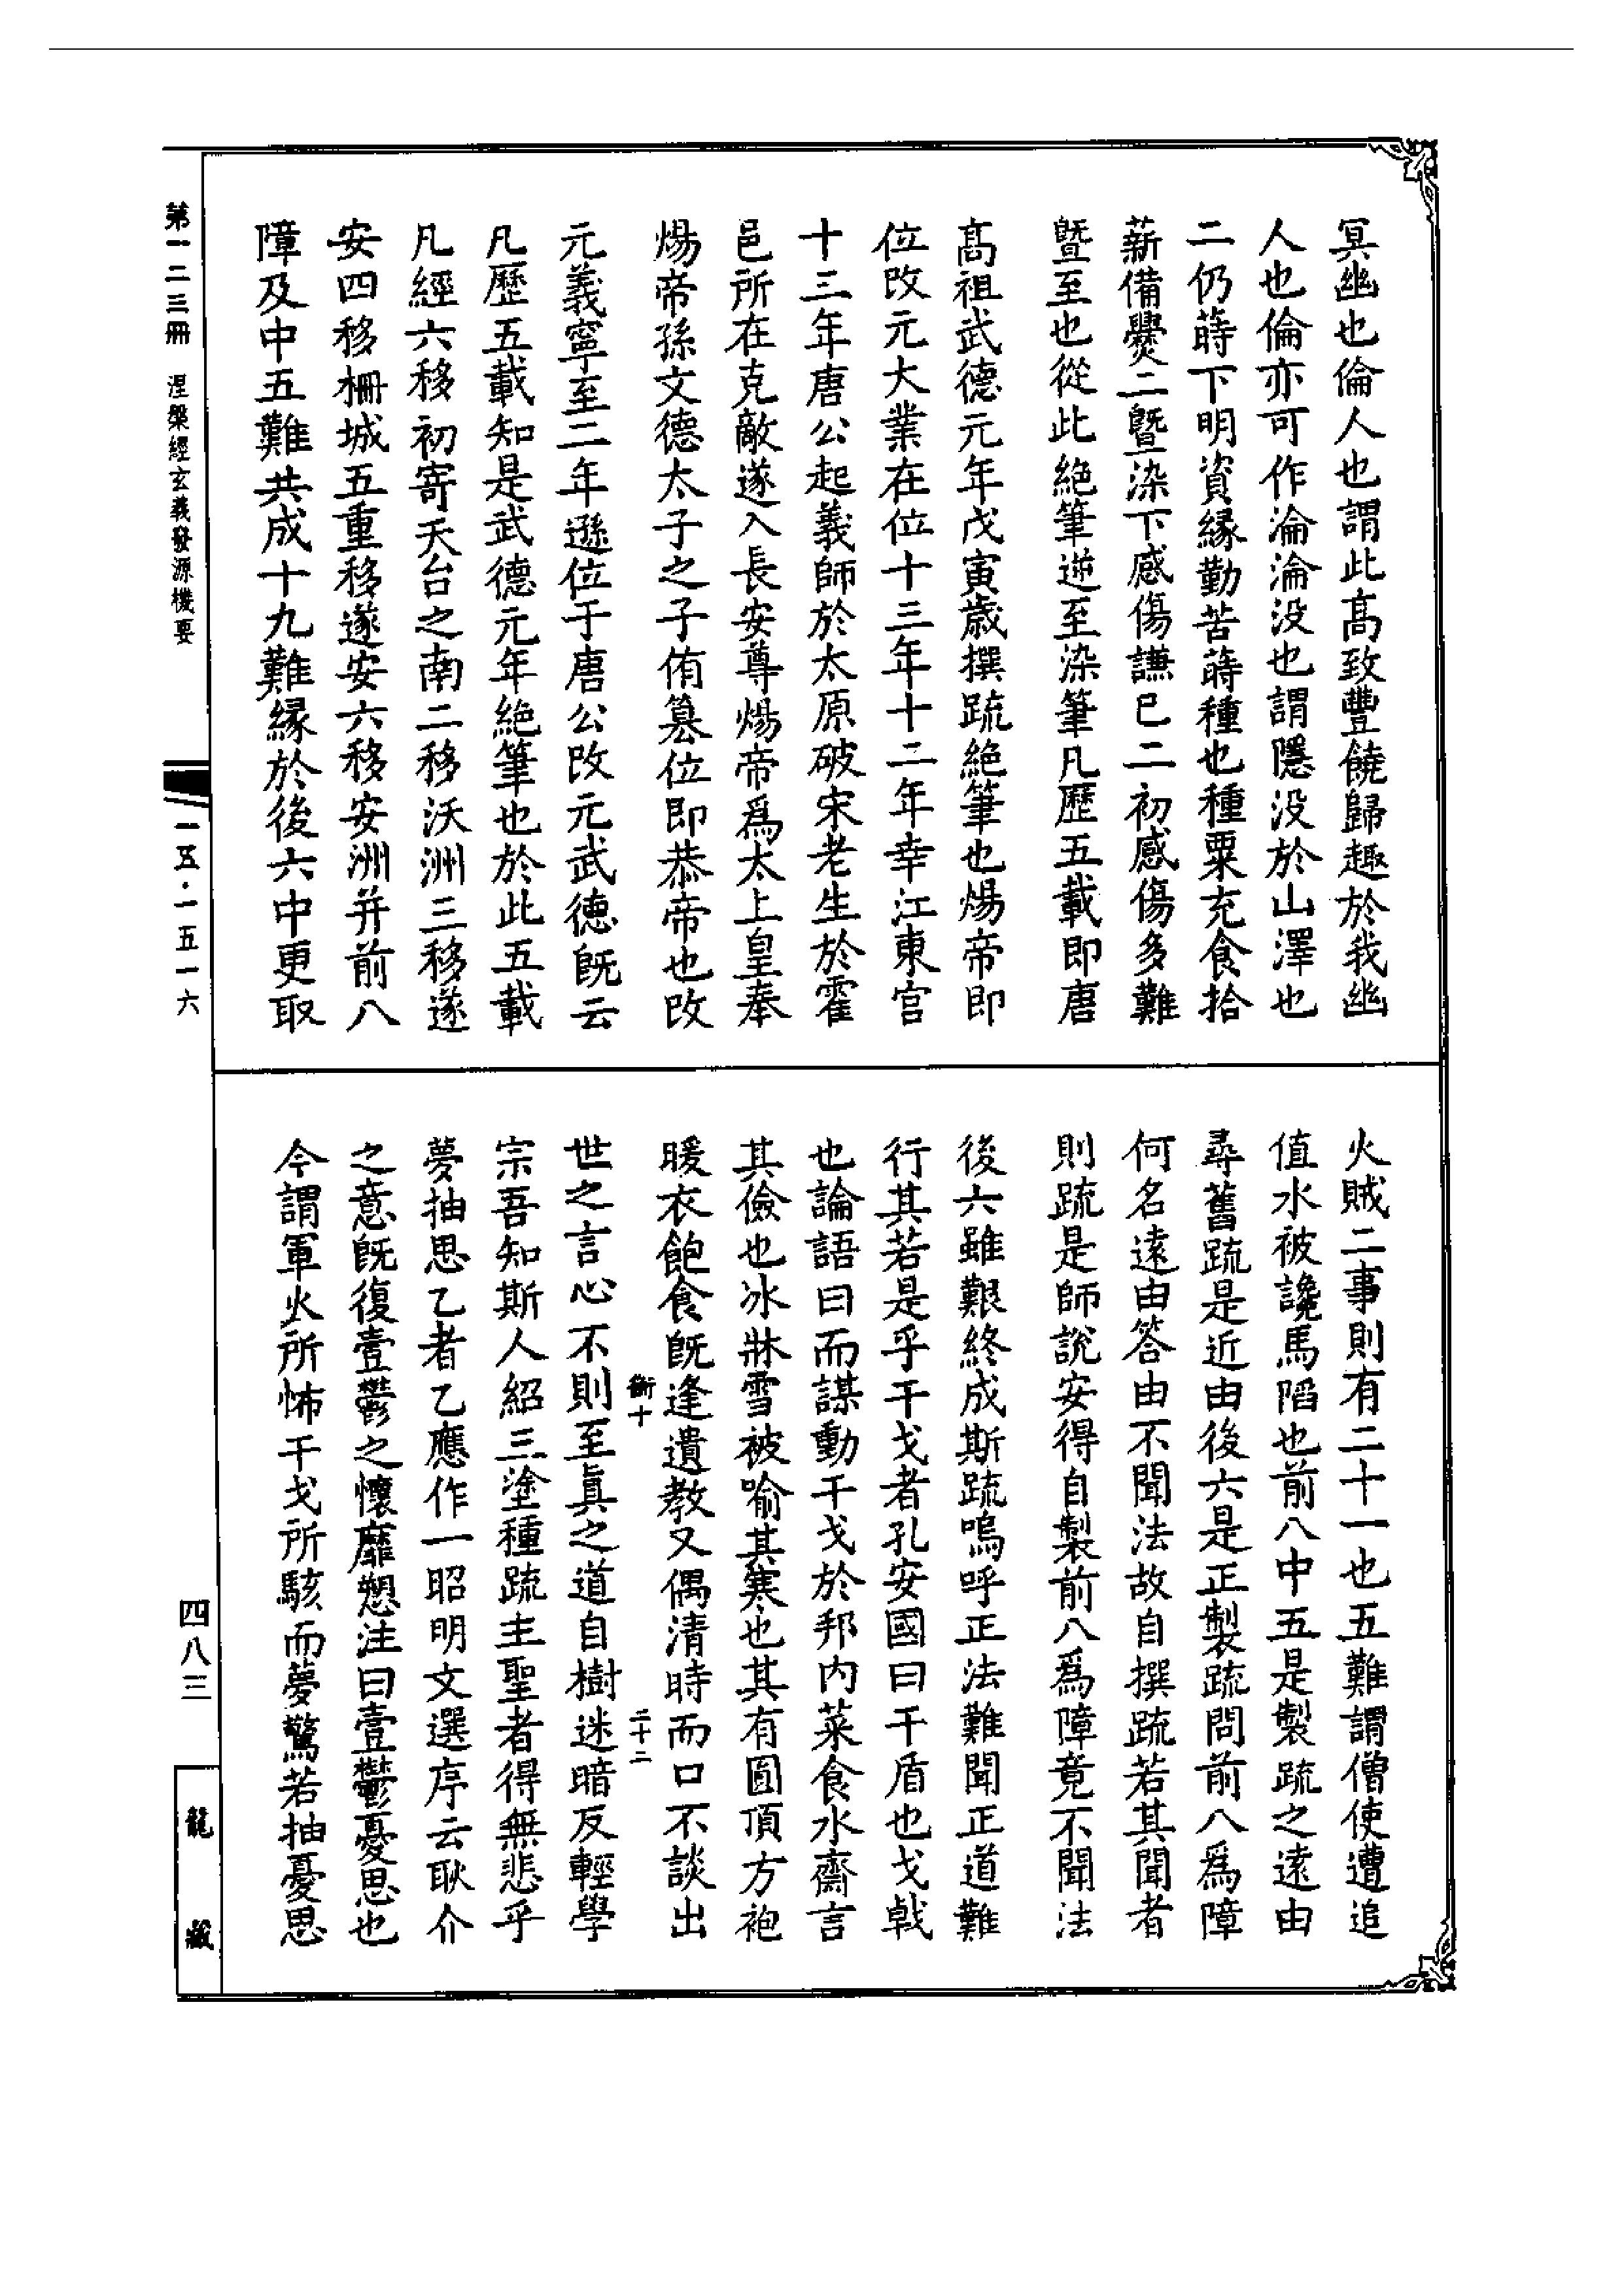 冥幽也倫人也謂此高致豐饒歸趣於我幽
人也倫亦可作淪淪没也謂隱没於山澤也
二仍蒔下明資緣勤苦蒔種也種粟充食拾
薪備爨二暨染下感傷謙已二初感傷多難
暨至也從此絕筆逆至染筆凡歷五載即唐
高祖武德元年戊寅歲撰疏絕筆也煬帝即
位改元大業在位十三年十二年幸江東宫
十三年唐公起義師於太原破宋老生於霍
邑所在克敵遂入長安尊煬帝爲太上皇奉
煬帝孫文德太子之子侑篡位即恭帝也改
元義寧至二年遜位于唐公改元武德旣云
凡歷五載知是武德元年絕筆也於此五載
凡經六移初寄天台之南二移沃洲三移遂
安四移柵城五重移遂安六移安洲并前八
障及中五難共成十九難緣於後六中更取
火賊二事則有二十一也五難謂僧使遭追
值水被讒馬陷也前八中五是製疏之遠由
尋舊疏是近由後六是正製疏問前八爲障
何名遠由答由不聞法故自撰疏若其聞者
則疏是師說安得自製前八爲障竟不聞法
後六雖艱終成斯疏嗚呼正法難聞正道難
行其若是乎干戈者孔安國曰干盾也戈戟
也論語曰而謀動干戈於邦内菜食水齋言
其儉也冰牀雪被喻其寒也其有圓頂方袍
暖衣飽食旣逢遺教又偶清時而口不談出
衡十
二十二
世之言心不則至真之道自樹迷暗反輕學
宗吾知斯人紹三塗種疏主聖者得無悲乎
夢抽思乙者乙應作一昭明文選序云耿介
之意旣復壹鬱之懷靡愬注曰壹鬱憂思也
今謂軍火所怖干戈所駭而夢驚若抽憂思
第一二三冊
涅槃經玄義發源機要
一五·一五一六
四八三
龍藏